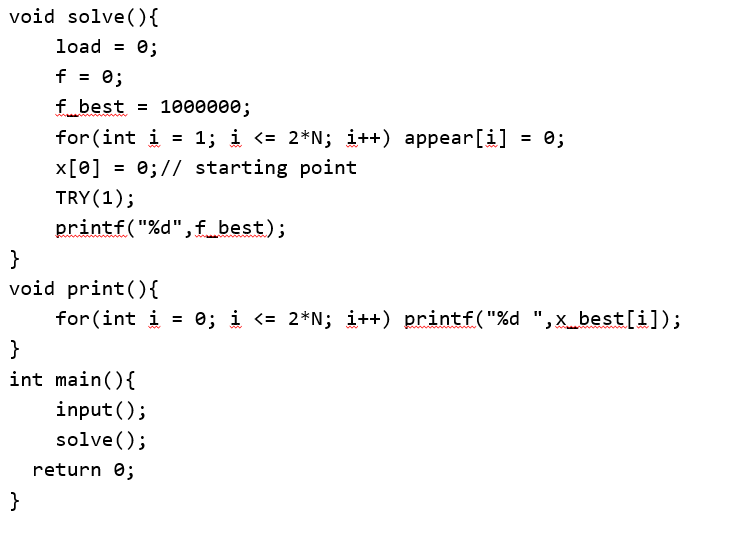 void solve(){
    load = 0;
    f = 0;
    f_best = 1000000;
    for(int i = 1; i <= 2*N; i++) appear[i] = 0;
    x[0] = 0;// starting point
    TRY(1);
    printf("%d",f_best);
}
void print(){
    for(int i = 0; i <= 2*N; i++) printf("%d ",x_best[i]);
}
int main(){
    input();
    solve();
  return 0;
}